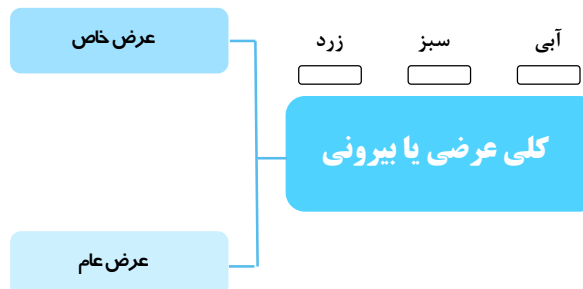 آبی
سبز
زرد
کلی عرضی یا بیرونی
عرض خاص
عرض عام